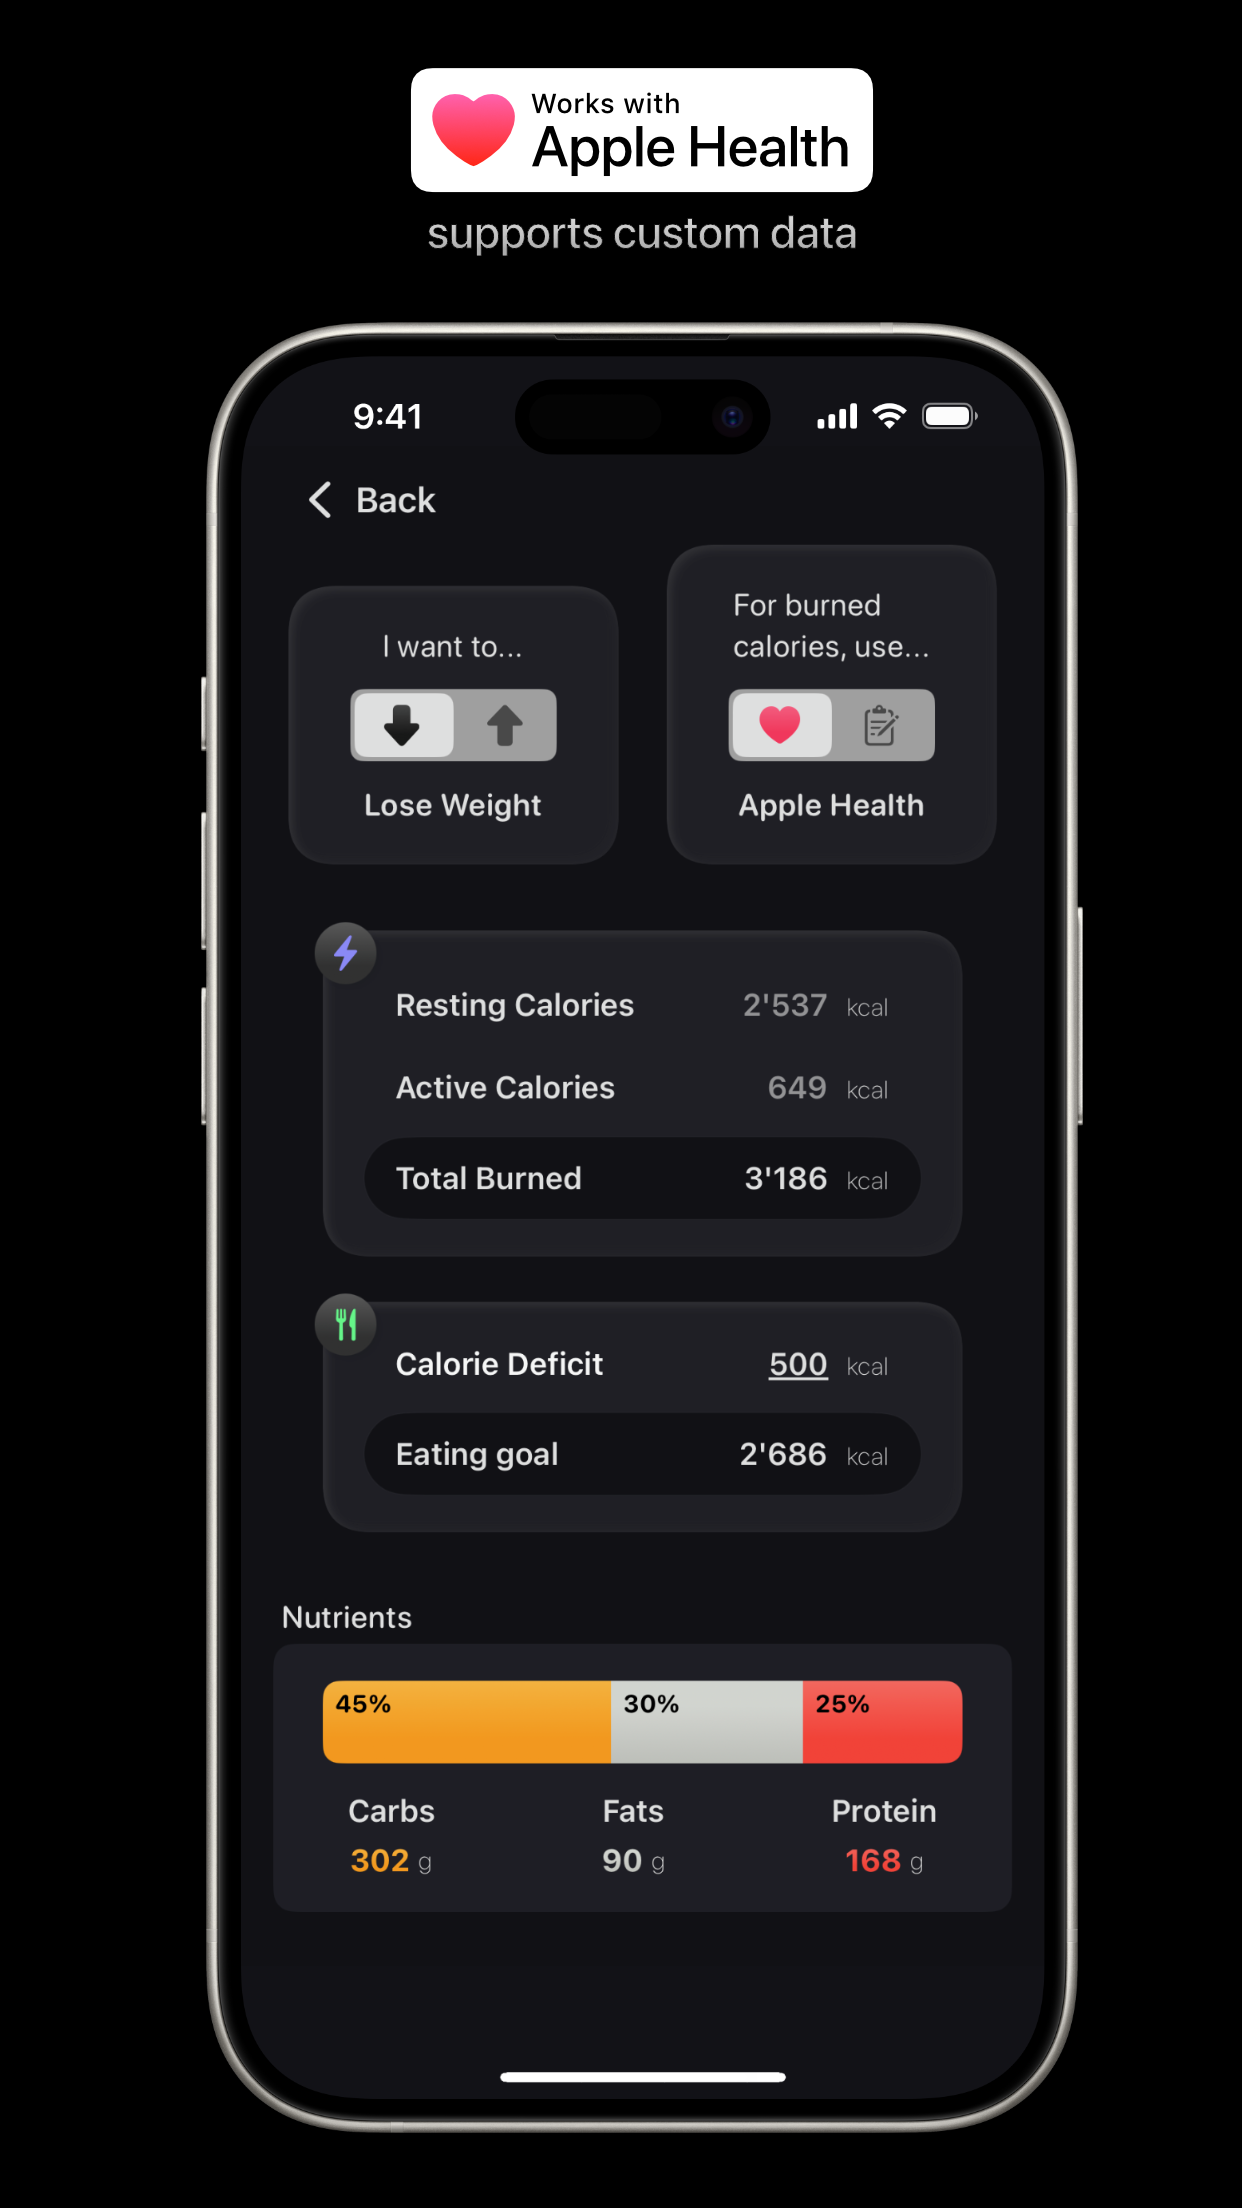 Works with
Apple Health
supports custom data
9:41
Back
I want to...
Lose Weight
For burned
calories, use...
Apple Health
Resting Calories 2'537 kcal
Active Calories 649 kcal
Total Burned 3'186 kcal
Calorie Deficit 500 kcal
Eating goal 2'686 kcal
Nutrients
45% 30% 25%
Carbs Fats Protein
302 g 90 g 168 g